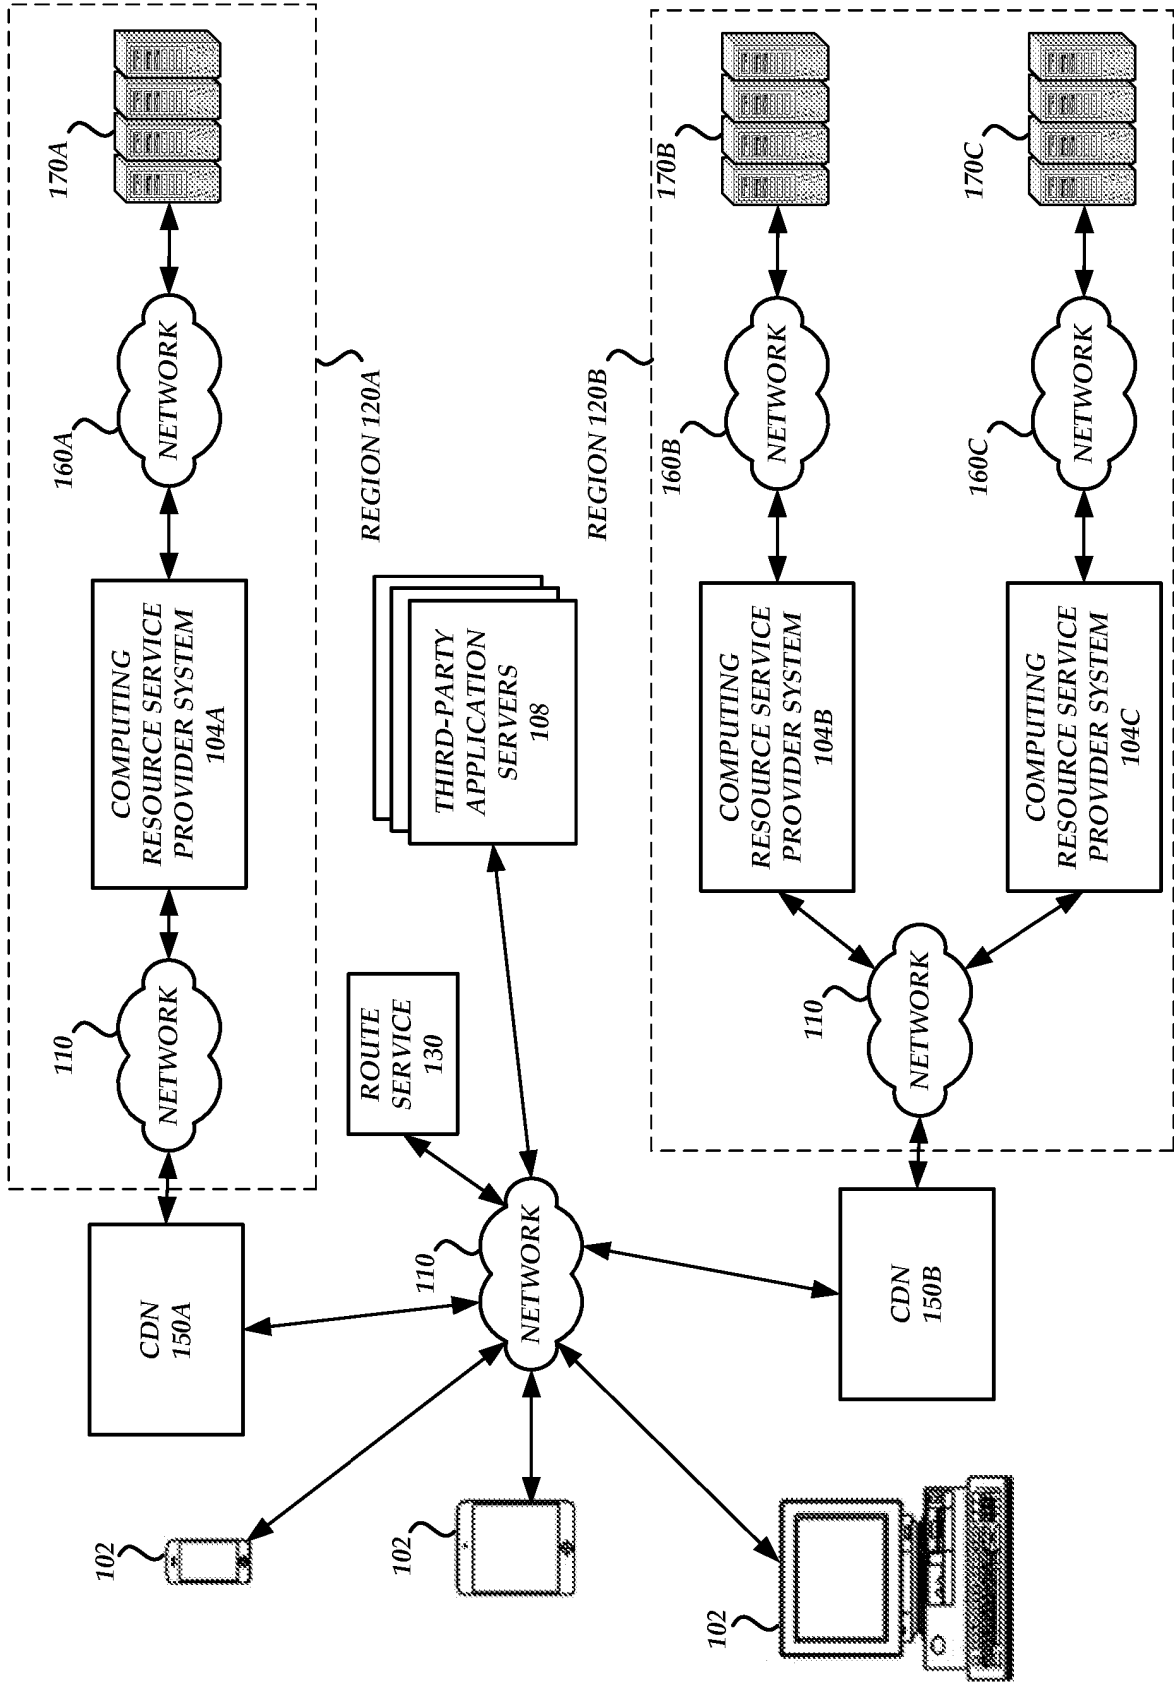 102
102
102
CDN
150A
110
NETWORK
COMPUTING
RESOURCE SERVICE
PROVIDER SYSTEM
104A
160A
NETWORK
170A
REGION 120A
110
NETWORK
ROUTE
SERVICE
130
THIRD-PARTY
APPLICATION
SERVERS
108
CDN
150B
110
NETWORK
REGION 120B
COMPUTING
RESOURCE SERVICE
PROVIDER SYSTEM
104B
160B
NETWORK
170B
COMPUTING
RESOURCE SERVICE
PROVIDER SYSTEM
104C
160C
NETWORK
170C